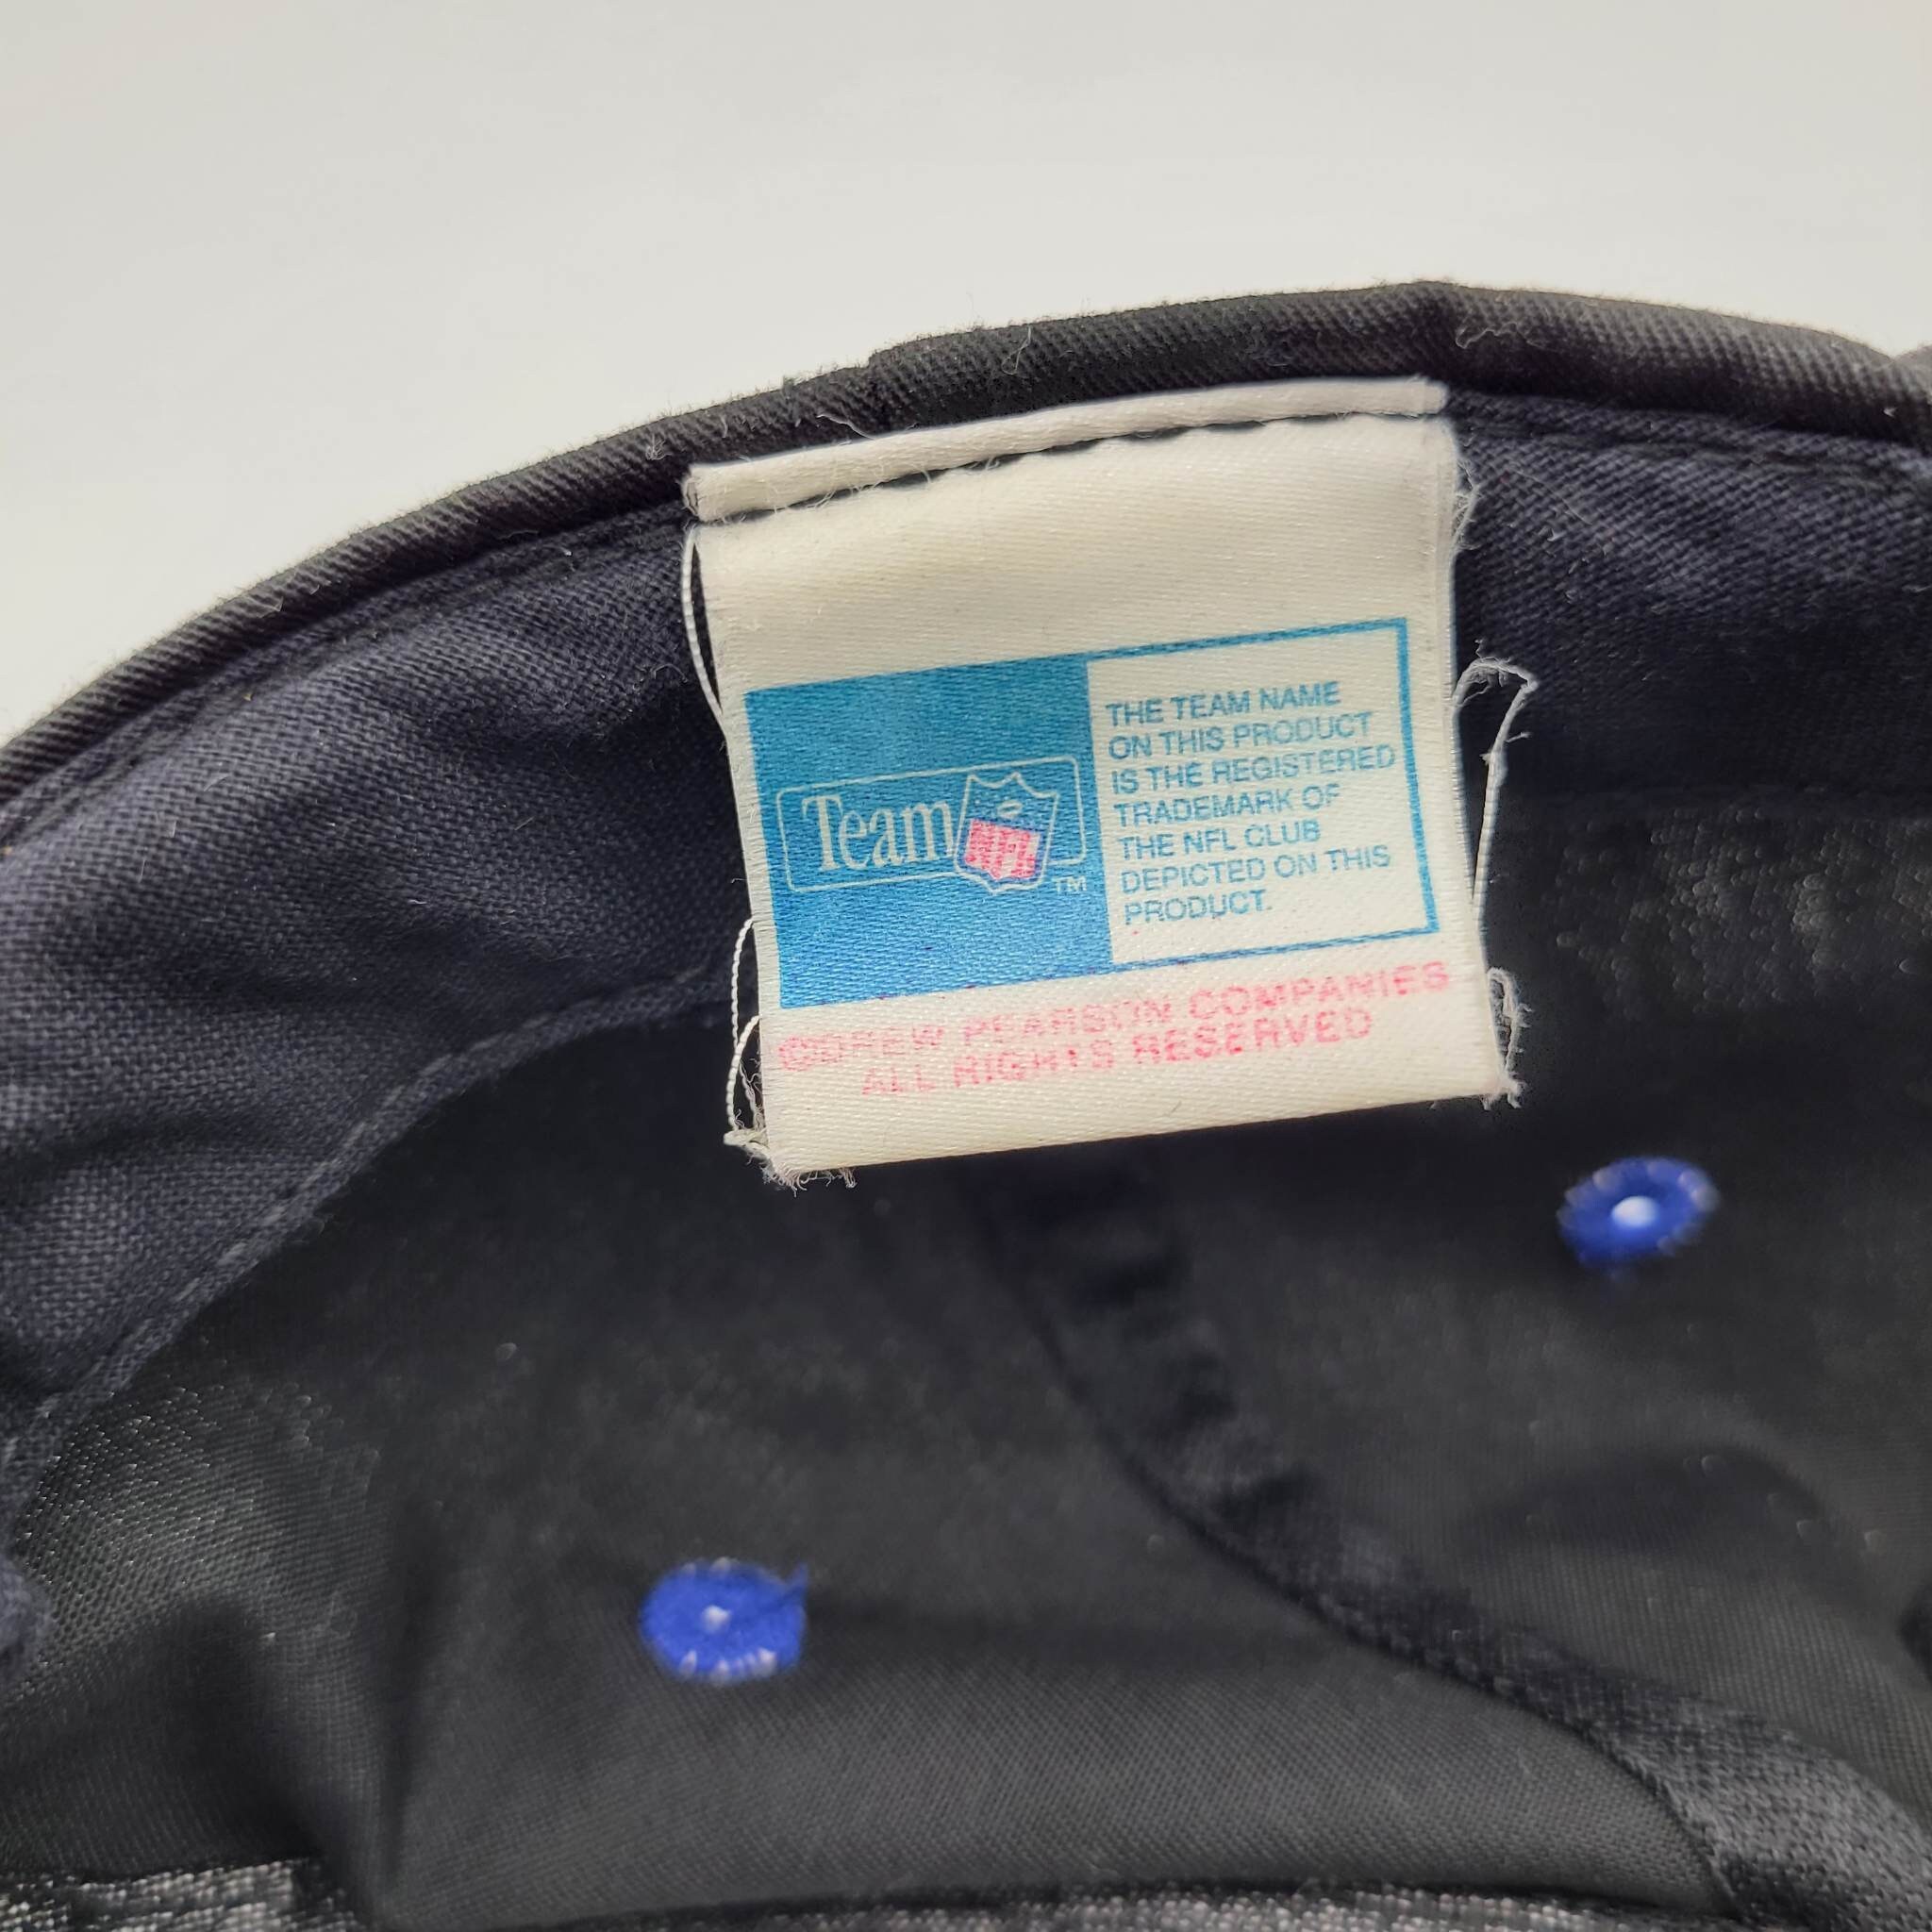 Team NFL TM
THE TEAM NAME
ON THIS PRODUCT
IS THE REGISTERED
TRADEMARK OF
THE NFL CLUB
DEPICTED ON THIS
PRODUCT.
©DREW PEARSON COMPANIES
ALL RIGHTS RESERVED